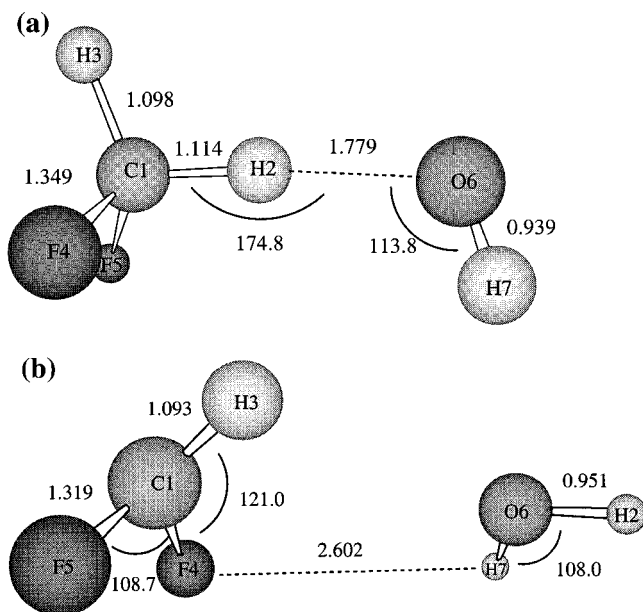 (a)
H3
1.098
1.114
1.779
1.349
C1
H2
O6
174.8
113.8
0.939
F4
F5
H7
(b)
1.093
H3
C1
1.319
121.0
0.951
O6
H2
F5
108.7
F4
2.602
H7
108.0